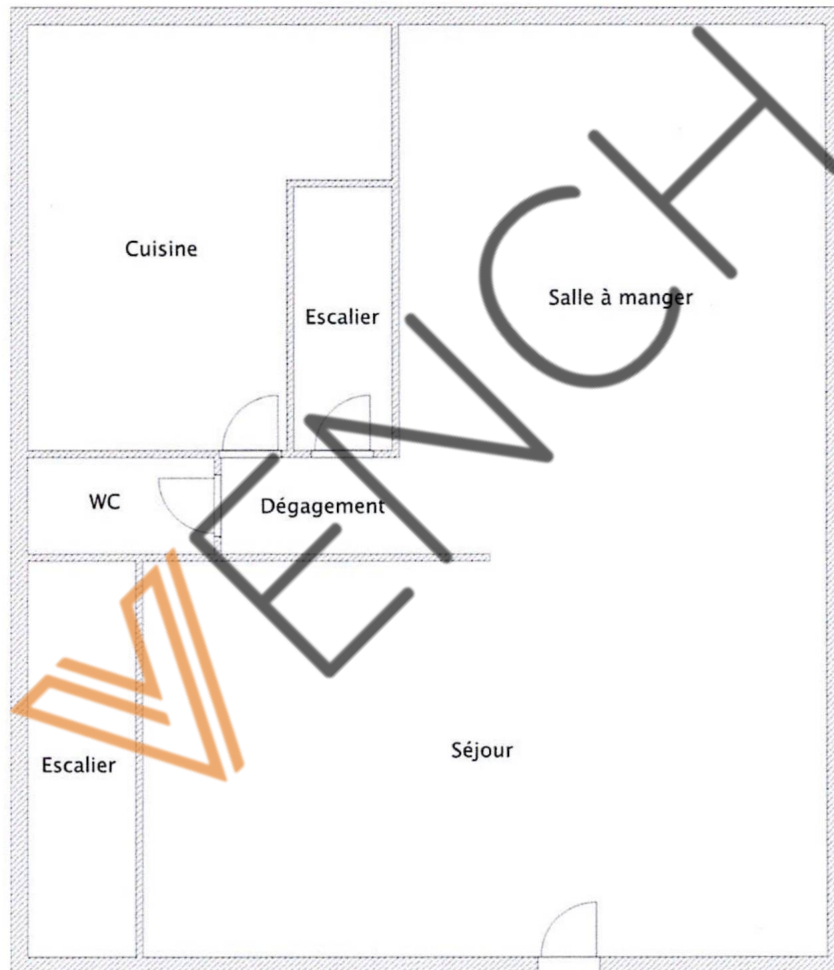 Cuisine
Salle à manger
Escalier
WC
Dégagement
Escalier
Séjour
VENCH